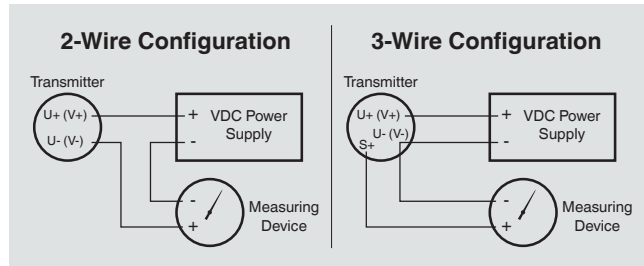 2-Wire Configuration
Transmitter
U+ (V+)
U- (V-)
+ VDC Power
Supply
-
-
+
Measuring
Device
3-Wire Configuration
Transmitter
U+ (V+)
U- (V-)
S+
+ VDC Power
Supply
-
-
+
Measuring
Device